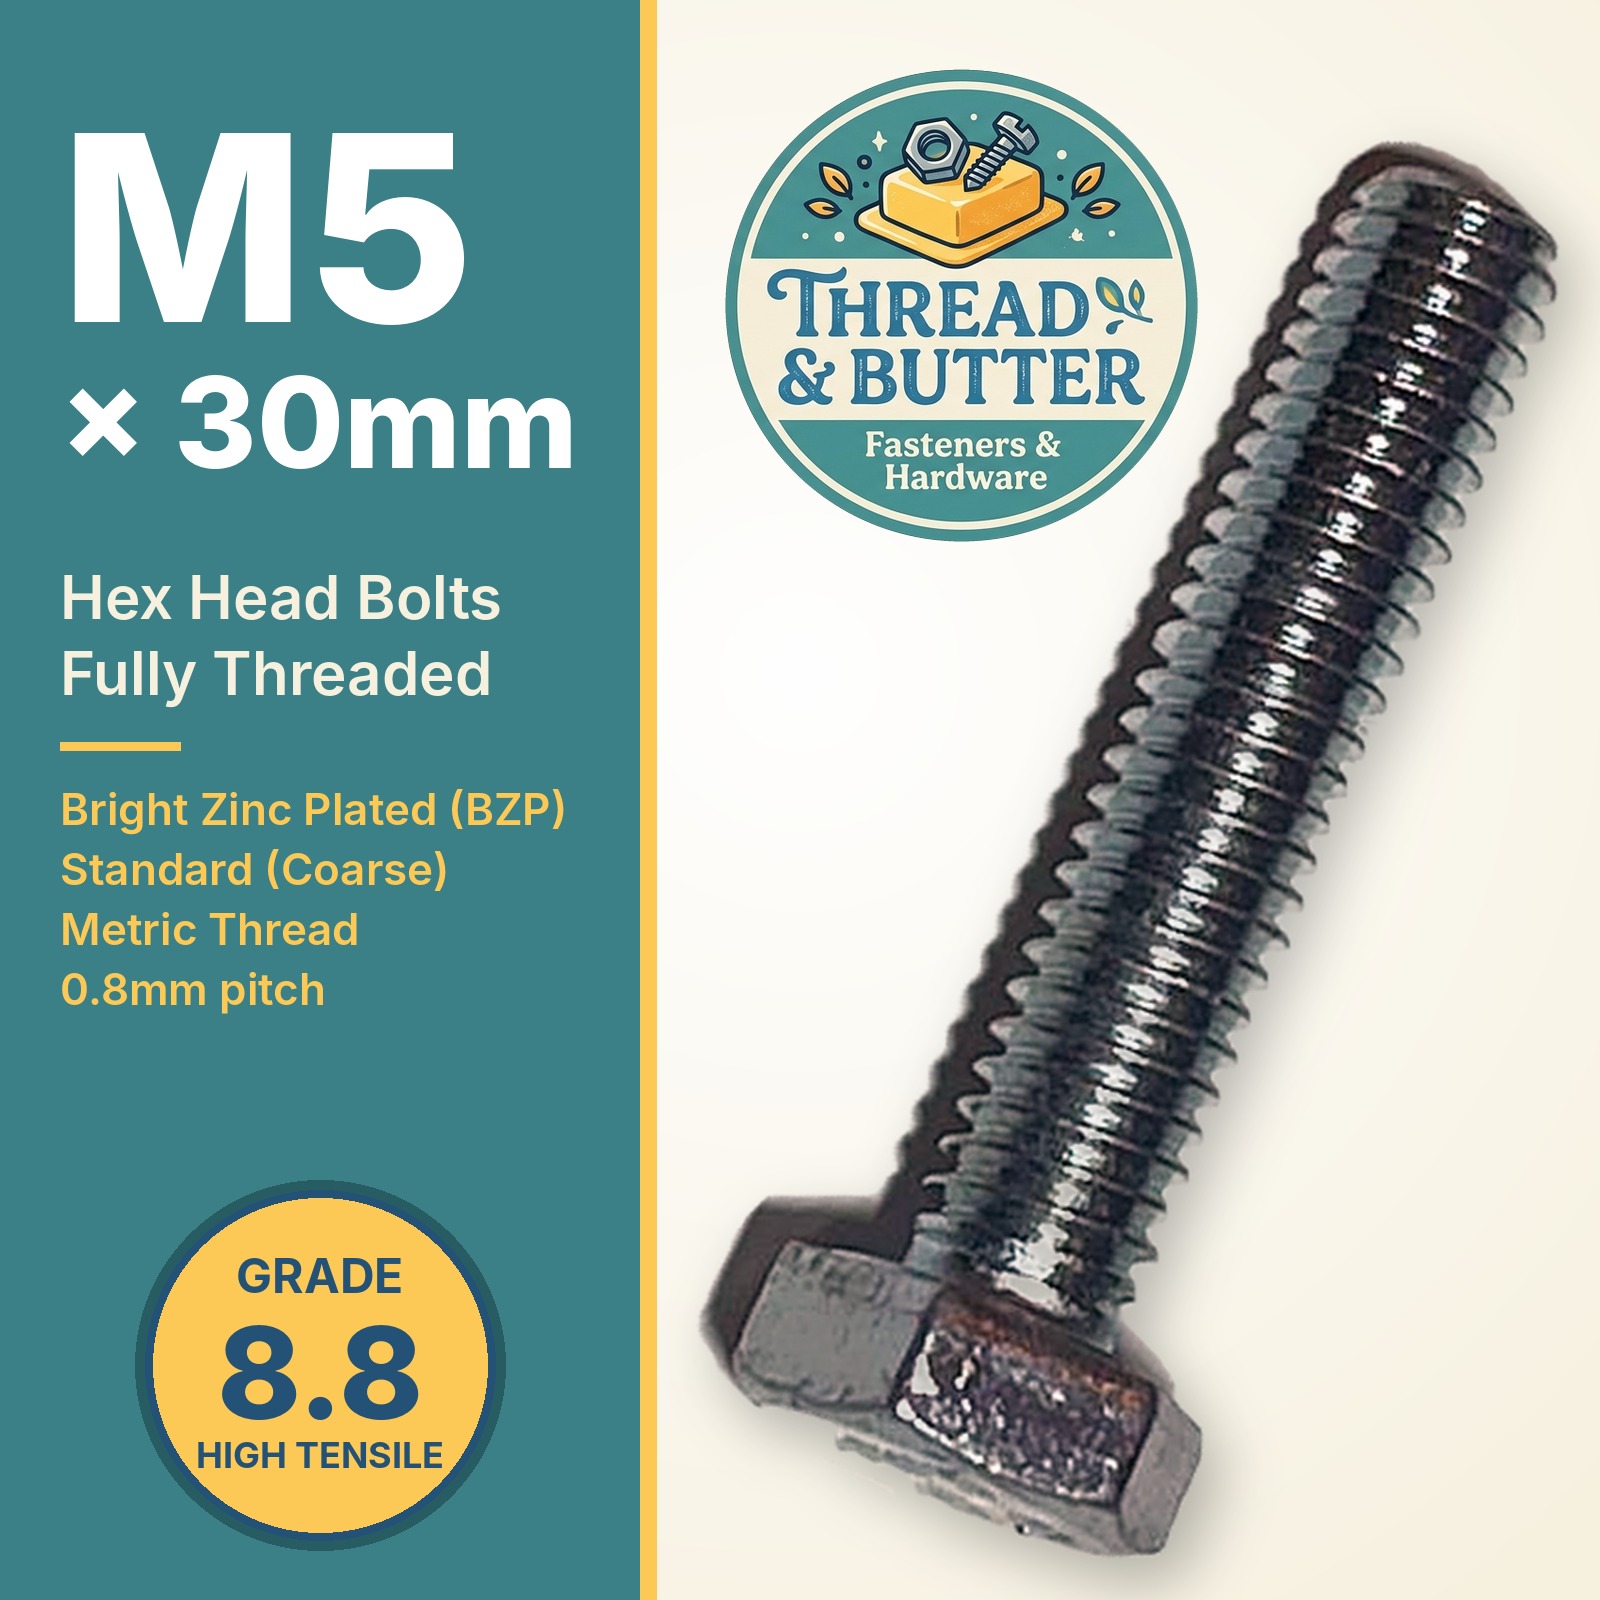 M5
× 30mm
Hex Head Bolts
Fully Threaded
Bright Zinc Plated (BZP)
Standard (Coarse)
Metric Thread
0.8mm pitch
GRADE
8.8
HIGH TENSILE
THREAD
& BUTTER
Fasteners &
Hardware